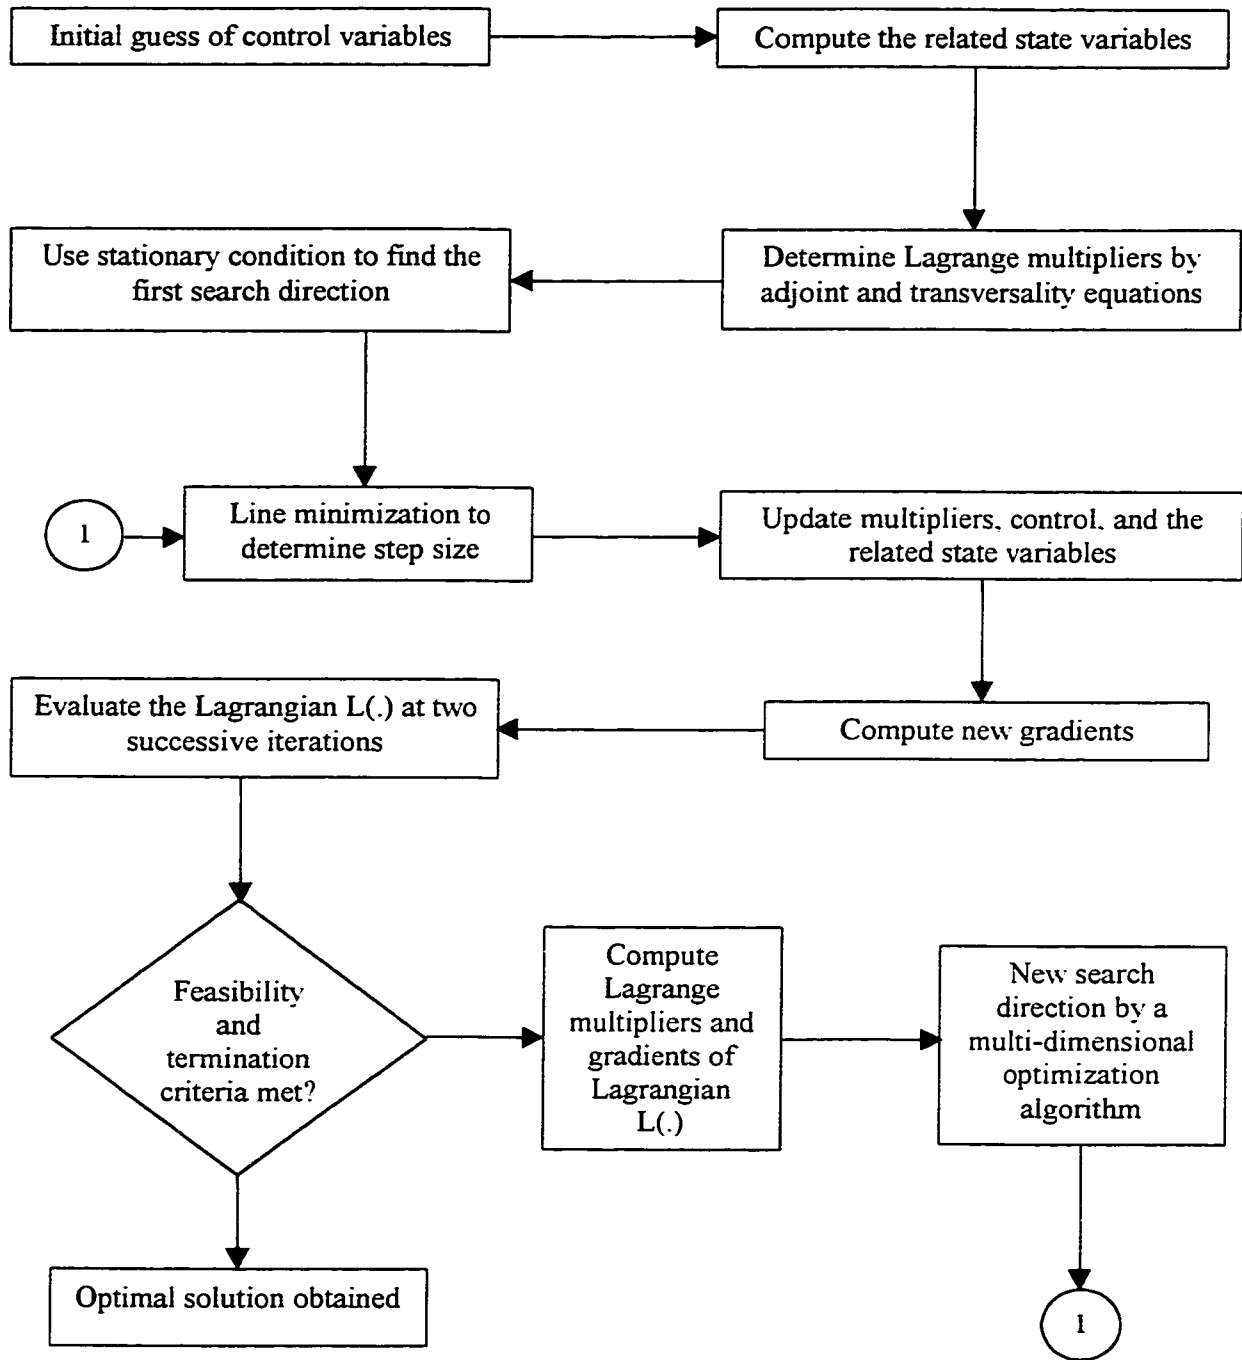 Initial guess of control variables
Compute the related state variables
Determine Lagrange multipliers by
adjoint and transversality equations
Use stationary condition to find the
first search direction
1
Line minimization to
determine step size
Update multipliers, control, and the
related state variables
Compute new gradients
Evaluate the Lagrangian L(.) at two
successive iterations
Feasibility
and
termination
criteria met?
Compute
Lagrange
multipliers and
gradients of
Lagrangian
L(.)
New search
direction by a
multi-dimensional
optimization
algorithm
Optimal solution obtained
1